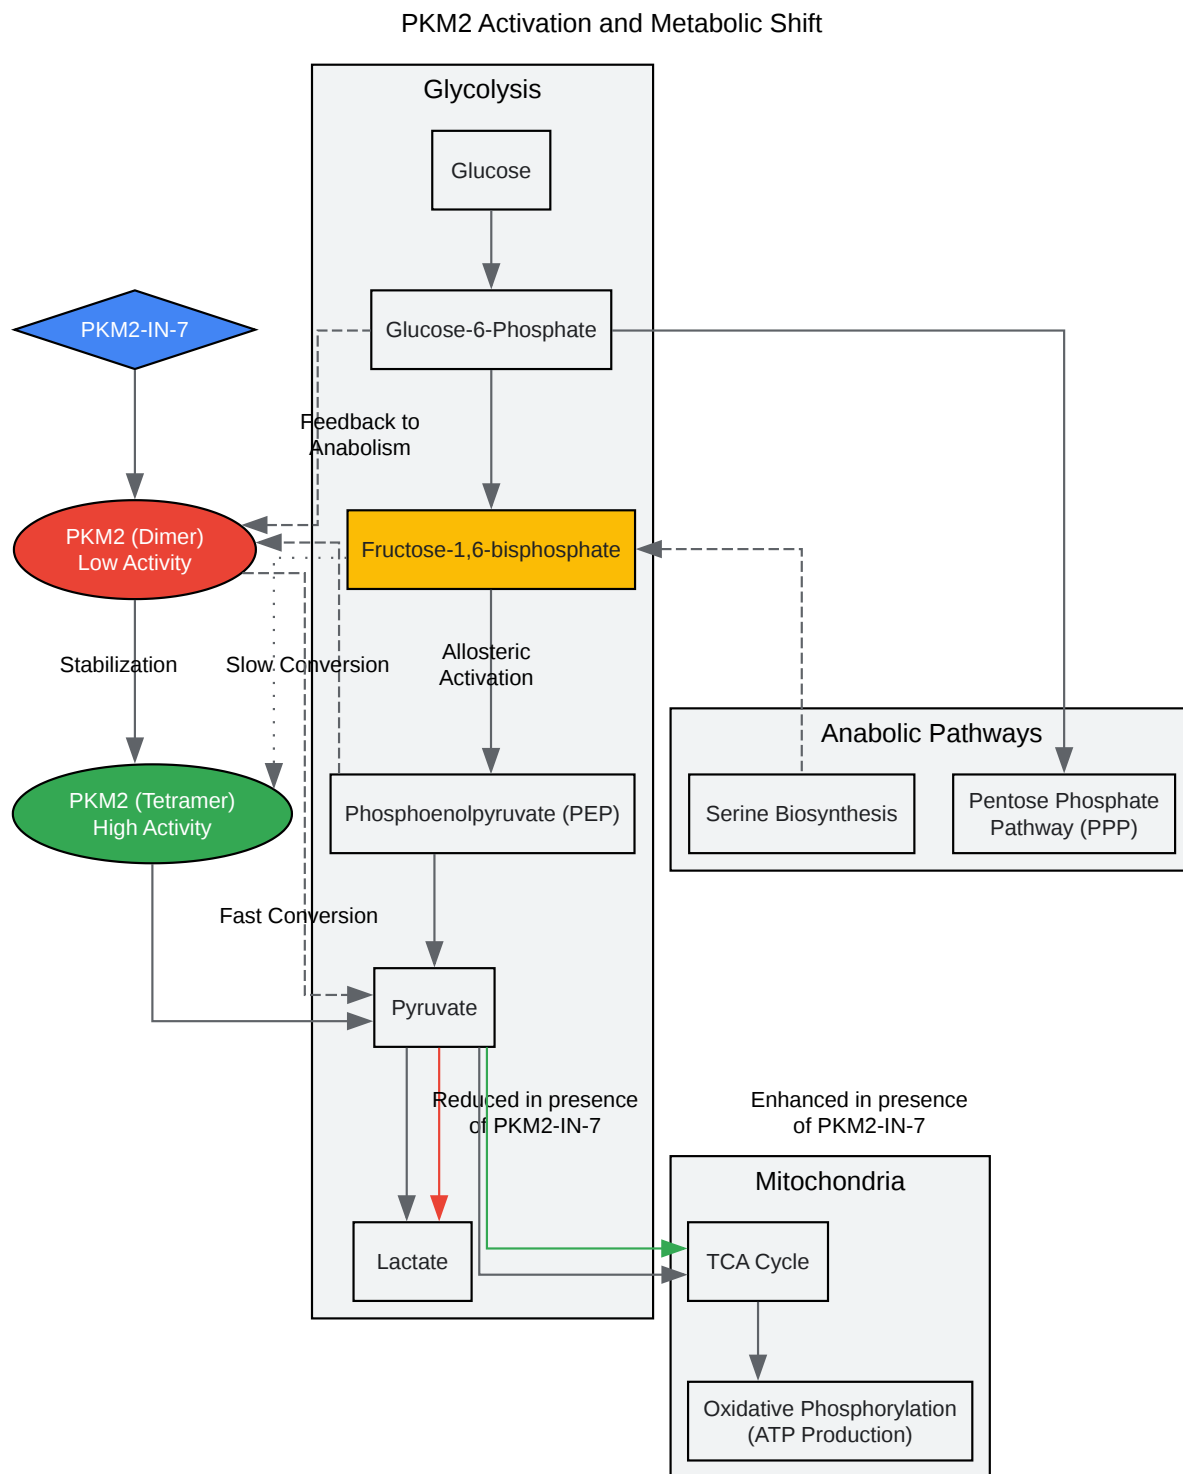 PKM2 Activation and Metabolic Shift
Glycolysis
Glucose
PKM2-IN-7
Glucose-6-Phosphate
Feedback to
Anabolism
PKM2 (Dimer)
Low Activity
Fructose-1,6-bisphosphate
Stabilization
Slow Conversion
Allosteric
Activation
Anabolic Pathways
PKM2 (Tetramer)
High Activity
Phosphoenolpyruvate (PEP)
Serine Biosynthesis
Pentose Phosphate
Pathway (PPP)
Fast Conversion
Pyruvate
Reduced in presence
of PKM2-IN-7
Enhanced in presence
of PKM2-IN-7
Mitochondria
Lactate
TCA Cycle
Oxidative Phosphorylation
(ATP Production)